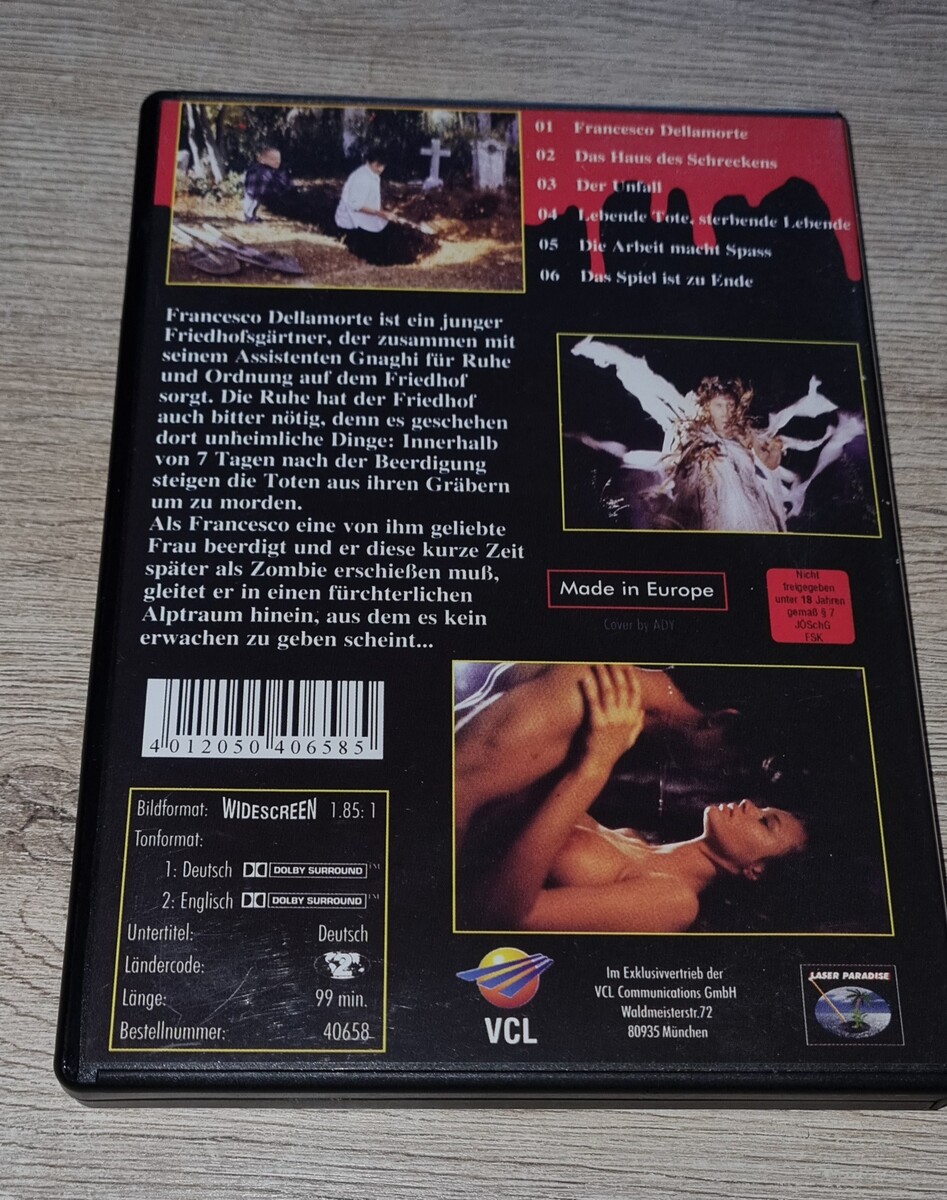 01 Francesco Dellamorte
02 Das Haus des Schreckens
03 Der Unfall
04 Lebende Tote, sterbende Lebende
05 Die Arbeit macht Spass
06 Das Spiel ist zu Ende
Francesco Dellamorte ist ein junger
Friedhofsgärtner, der zusammen mit
seinem Assistenten Gnaghi für Ruhe
und Ordnung auf dem Friedhof
sorgt. Die Ruhe hat der Friedhof
auch bitter nötig, denn es geschehen
dort unheimliche Dinge: Innerhalb
von 7 Tagen nach der Beerdigung
steigen die Toten aus ihren Gräbern
um zu morden.
Als Francesco eine von ihm geliebte
Frau beerdigt und er diese kurze Zeit
später als Zombie erschießen muß,
gleitet er in einen fürchterlichen
Alptraum hinein, aus dem es kein
erwachen zu geben scheint...
Made in Europe
Cover by ADY
Nicht
freigegeben
unter 18 Jahren
gemäß § 7
JÖSchG
FSK
4 012050 406585
Bildformat: WIDESCREEN 1.85: 1
Tonformat:
1: Deutsch DOLBY SURROUND TM
2: Englisch DOLBY SURROUND TM
Untertitel: Deutsch
Ländercode: 2
Länge: 99 min.
Bestellnummer: 40658
VCL
Im Exklusivvertrieb der
VCL Communications GmbH
Waldmeisterstr.72
80935 München
LASER PARADISE